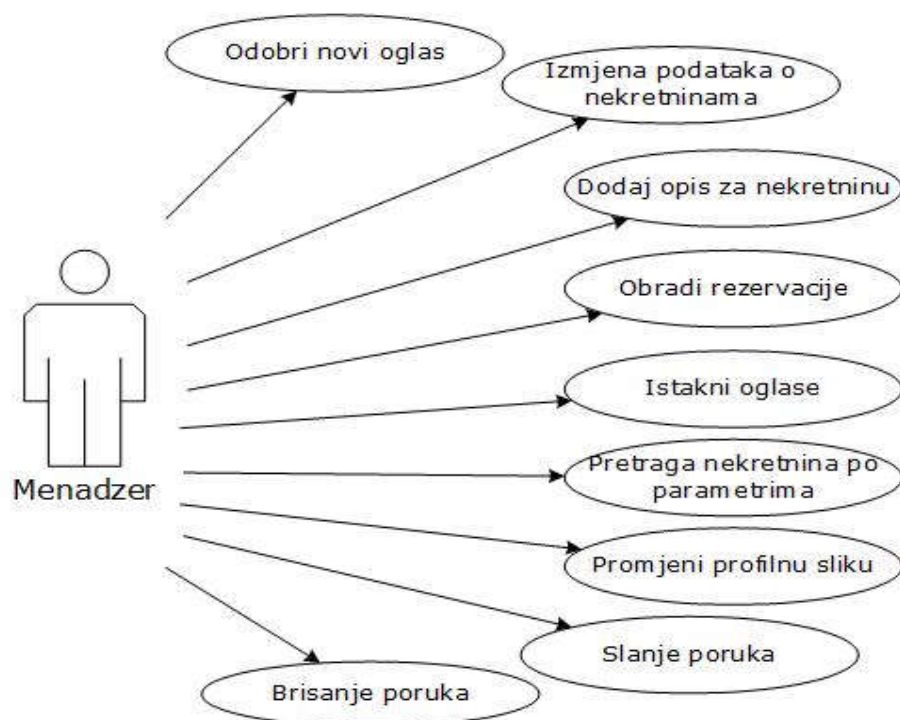 Odobri novi oglas
Izmjena podataka o
nekretninama
Dodaj opis za nekretninu
Obradi rezervacije
Istakni oglase
Pretraga nekretnina po
parametrima
Menadzer
Promjeni profilnu sliku
Slanje poruka
Brisanje poruka